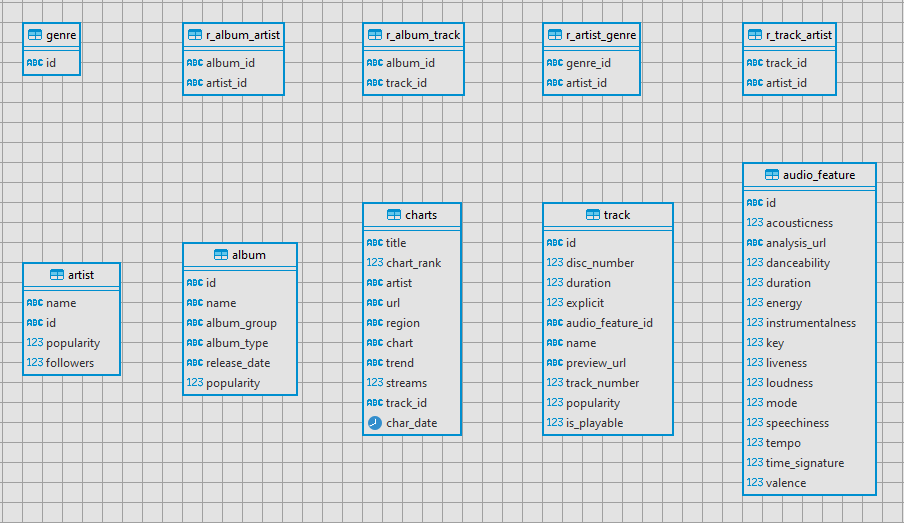 genre
ABC id
r_album_artist
ABC album_id
ABC artist_id
r_album_track
ABC album_id
ABC track_id
r_artist_genre
ABC genre_id
ABC artist_id
r_track_artist
ABC track_id
ABC artist_id
artist
ABC name
ABC id
123 popularity
123 followers
album
ABC id
ABC name
ABC album_group
ABC album_type
ABC release_date
123 popularity
charts
ABC title
123 chart_rank
ABC artist
ABC url
ABC region
ABC chart
ABC trend
123 streams
ABC track_id
char_date
track
ABC id
123 disc_number
123 duration
123 explicit
ABC audio_feature_id
ABC name
ABC preview_url
123 track_number
123 popularity
123 is_playable
audio_feature
ABC id
123 acousticness
ABC analysis_url
123 danceability
123 duration
123 energy
123 instrumentalness
123 key
123 liveness
123 loudness
123 mode
123 speechiness
123 tempo
123 time_signature
123 valence